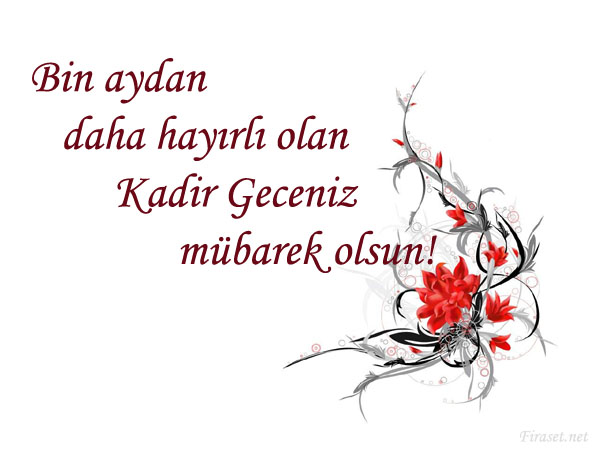 Bin aydan
daha hayırlı olan
Kadir Geceniz
mübarek olsun!
Firaset.net